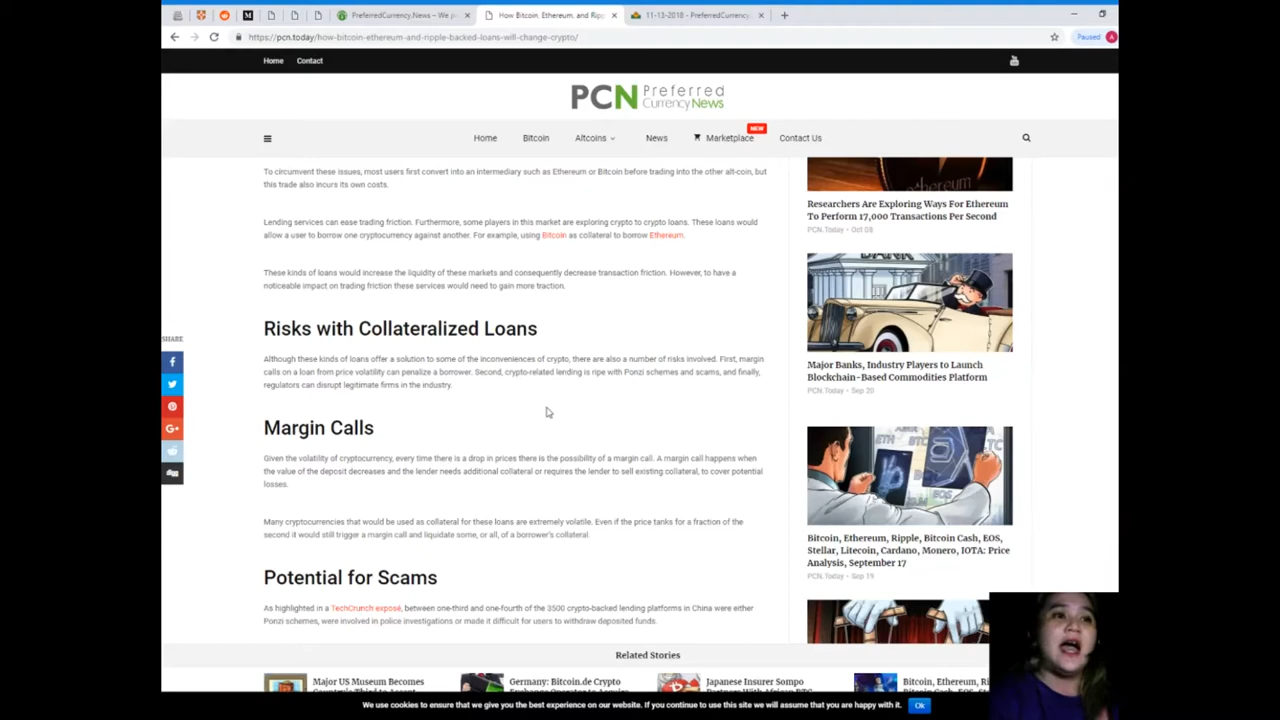 PreferredCurrency.News – We p
How Bitcoin, Ethereum, and Ripp
11-13-2018 - PreferredCurrency
https://pcn.today/how-bitcoin-ethereum-and-ripple-backed-loans-will-change-crypto/
Paused
A
Home
Contact
PCN Preferred
Currency News
Home
Bitcoin
Altcoins
News
NEW
Marketplace
Contact Us
To circumvent these issues, most users first convert into an intermediary such as Ethereum or Bitcoin before trading into the other alt-coin, but
this trade also incurs its own costs.
Lending services can ease trading friction. Furthermore, some players in this market are exploring crypto to crypto loans. These loans would
allow a user to borrow one cryptocurrency against another. For example, using Bitcoin as collateral to borrow Ethereum.
These kinds of loans would increase the liquidity of these markets and consequently decrease transaction friction. However, to have a
noticeable impact on trading friction these services would need to gain more traction.
Risks with Collateralized Loans
Although these kinds of loans offer a solution to some of the inconveniences of crypto, there are also a number of risks involved. First, margin
calls on a loan from price volatility can penalize a borrower. Second, crypto-related lending is ripe with Ponzi schemes and scams, and finally,
regulators can disrupt legitimate firms in the industry.
Margin Calls
Given the volatility of cryptocurrency, every time there is a drop in prices there is the possibility of a margin call. A margin call happens when
the value of the deposit decreases and the lender needs additional collateral or requires the lender to sell existing collateral, to cover potential
losses.
Many cryptocurrencies that would be used as collateral for these loans are extremely volatile. Even if the price tanks for a fraction of the
second it would still trigger a margin call and liquidate some, or all, of a borrower's collateral.
Potential for Scams
As highlighted in a TechCrunch exposé, between one-third and one-fourth of the 3500 crypto-backed lending platforms in China were either
Ponzi schemes, were involved in police investigations or made it difficult for users to withdraw deposited funds.
SHARE
ethereum
Researchers Are Exploring Ways For Ethereum
To Perform 17,000 Transactions Per Second
PCN.Today - Oct 08
BANK
Major Banks, Industry Players to Launch
Blockchain-Based Commodities Platform
PCN.Today - Sep 20
ETH
BTC
EOS
Bitcoin, Ethereum, Ripple, Bitcoin Cash, EOS,
Stellar, Litecoin, Cardano, Monero, IOTA: Price
Analysis, September 17
PCN.Today - Sep 19
Related Stories
Major US Museum Becomes
Country's Third to Accept
Germany: Bitcoin.de Crypto
Exchange Operator to Acquire
Japanese Insurer Sompo
Partners With African BTC
Bitcoin, Ethereum, Ri
Bitcoin Cash, EOS, S
We use cookies to ensure that we give you the best experience on our website. If you continue to use this site we will assume that you are happy with it.
Ok